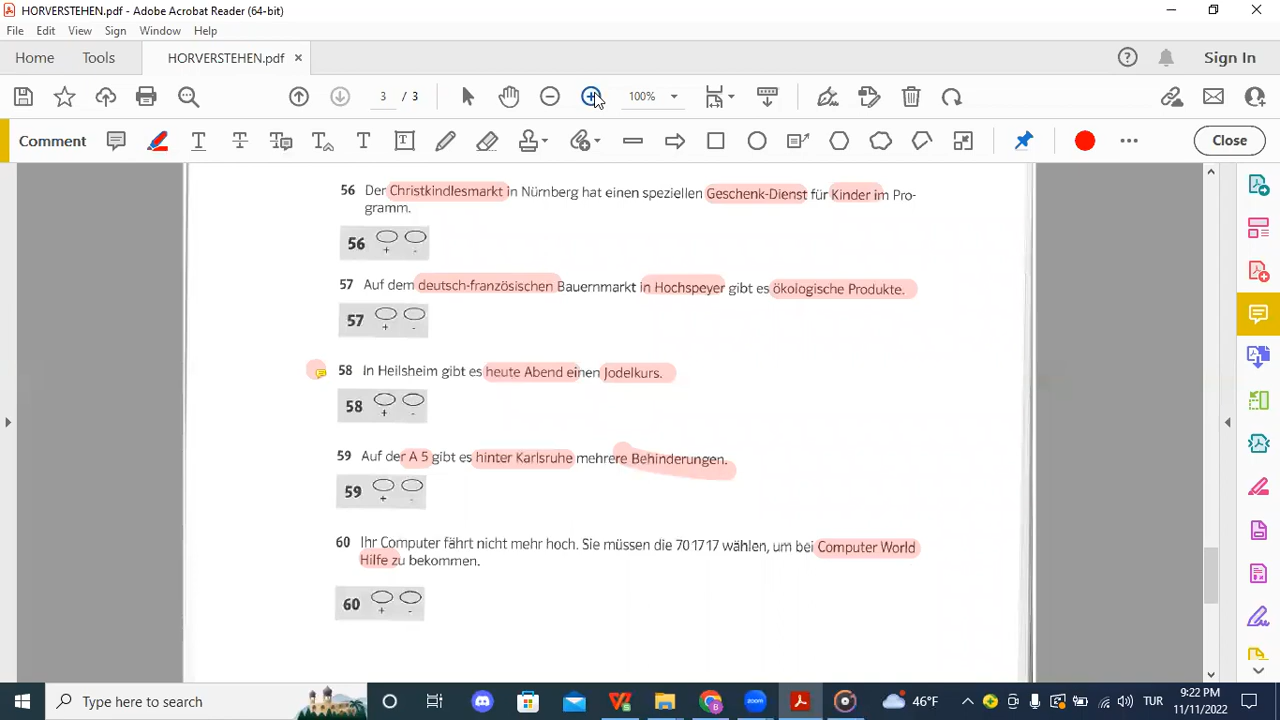 HORVERSTEHEN.pdf - Adobe Acrobat Reader (64-bit)
File Edit View Sign Window Help
Home Tools HORVERSTEHEN.pdf × Sign In
3 / 3 100%
Comment Close
56 Der Christkindlesmarkt in Nürnberg hat einen speziellen Geschenk-Dienst für Kinder im Pro-
gramm.
56 + -
57 Auf dem deutsch-französischen Bauernmarkt in Hochspeyer gibt es ökologische Produkte.
57 + -
58 In Heilsheim gibt es heute Abend einen Jodelkurs.
58 + -
59 Auf der A 5 gibt es hinter Karlsruhe mehrere Behinderungen.
59 + -
60 Ihr Computer fährt nicht mehr hoch. Sie müssen die 701717 wählen, um bei Computer World
Hilfe zu bekommen.
60 + -
Type here to search
46°F TUR 9:22 PM
11/11/2022